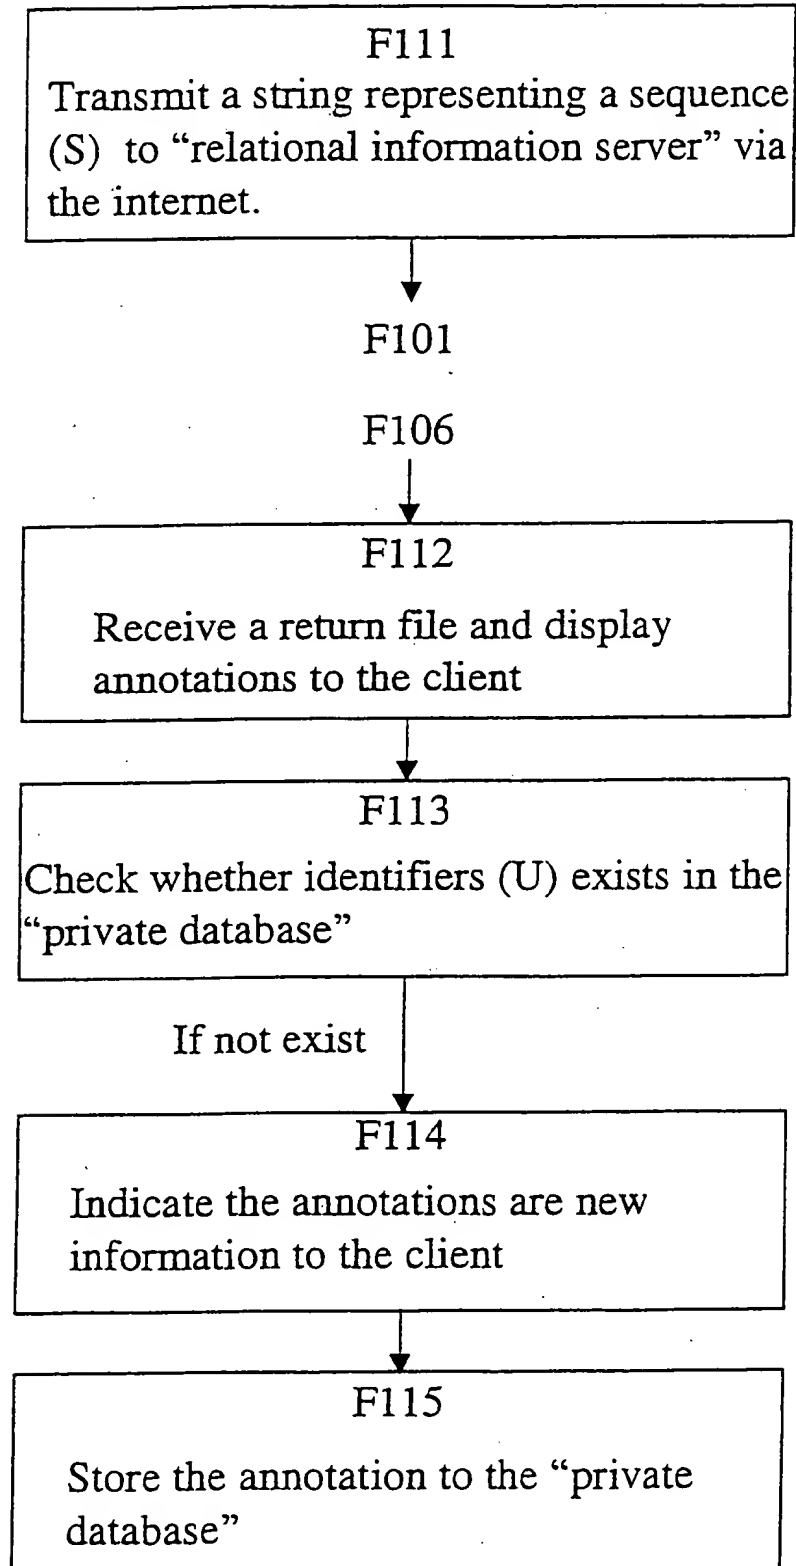 F111
Transmit a string representing a sequence
(S) to “relational information server” via
the internet.
F101
F106
F112
Receive a return file and display
annotations to the client
F113
Check whether identifiers (U) exists in the
“private database”
If not exist
F114
Indicate the annotations are new
information to the client
F115
Store the annotation to the “private
database”